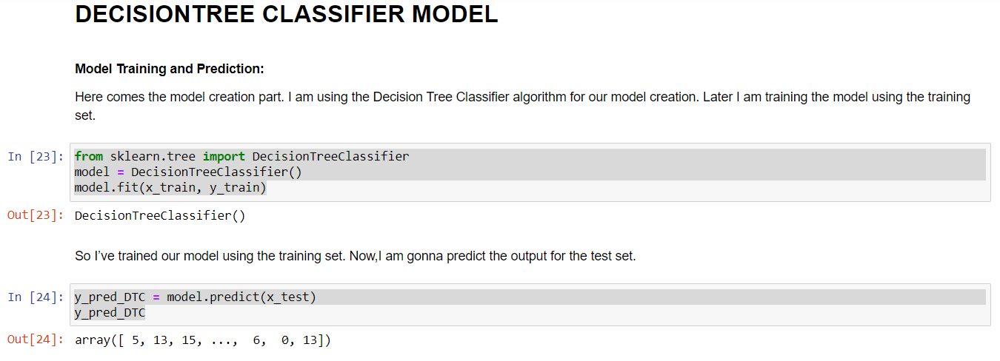 DECISIONTREE CLASSIFIER MODEL
Model Training and Prediction:
Here comes the model creation part. I am using the Decision Tree Classifier algorithm for our model creation. Later I am training the model using the training
set.
In [23]: from sklearn.tree import DecisionTreeClassifier
model = DecisionTreeClassifier()
model.fit(x_train, y_train)
Out[23]: DecisionTreeClassifier()
So I’ve trained our model using the training set. Now,I am gonna predict the output for the test set.
In [24]: y_pred_DTC = model.predict(x_test)
y_pred_DTC
Out[24]: array([ 5, 13, 15, ...,  6,  0, 13])